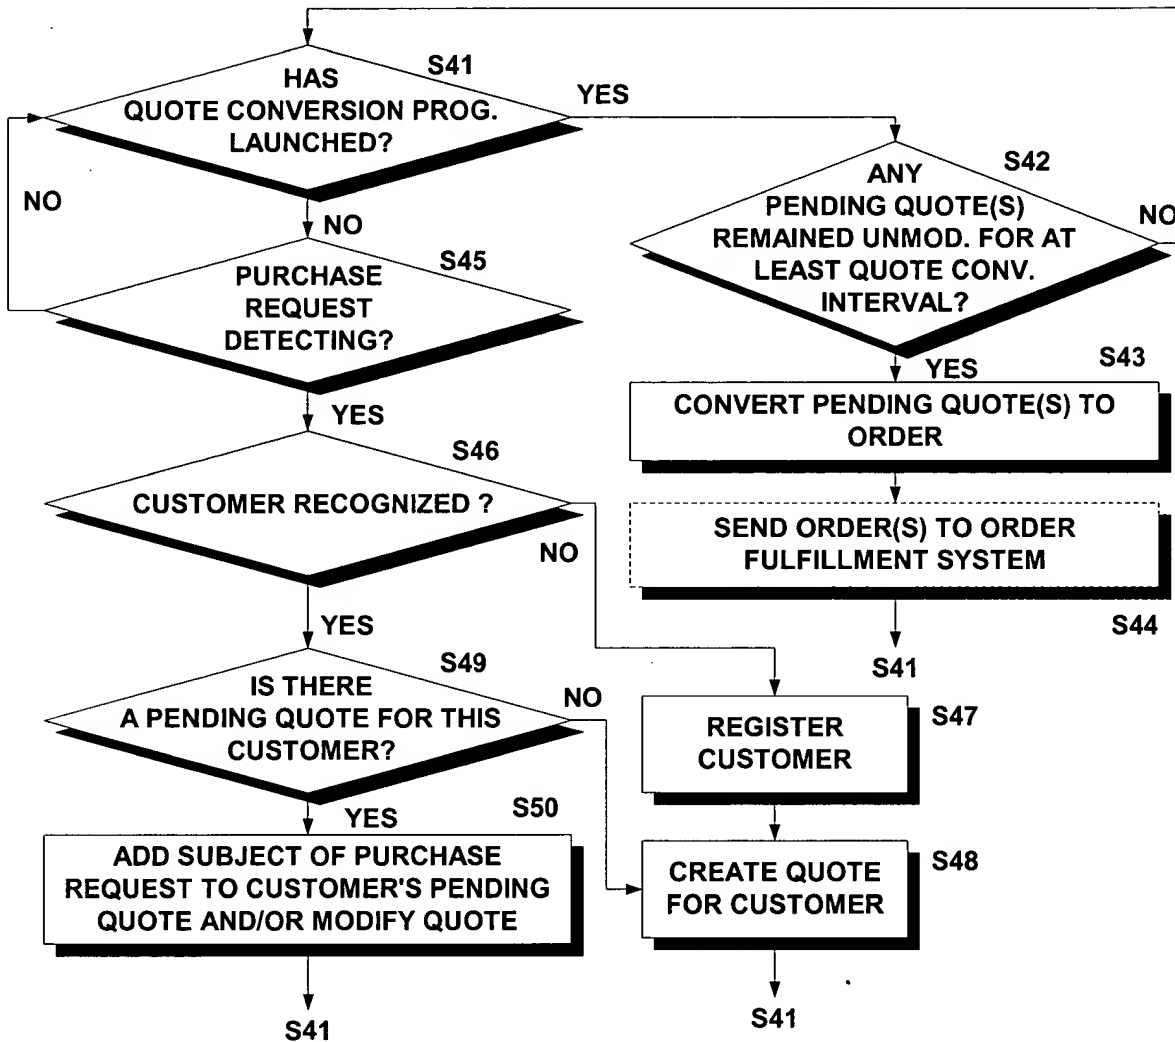 S41
HAS
QUOTE CONVERSION PROG.
LAUNCHED?
YES
NO
NO
S42
ANY
PENDING QUOTE(S)
REMAINED UNMOD. FOR AT
LEAST QUOTE CONV.
INTERVAL?
NO
S45
PURCHASE
REQUEST
DETECTING?
YES
YES
S43
CONVERT PENDING QUOTE(S) TO
ORDER
S46
CUSTOMER RECOGNIZED ?
NO
SEND ORDER(S) TO ORDER
FULFILLMENT SYSTEM
S44
S41
YES
S49
IS THERE
A PENDING QUOTE FOR THIS
CUSTOMER?
NO
S47
REGISTER
CUSTOMER
YES
S50
ADD SUBJECT OF PURCHASE
REQUEST TO CUSTOMER'S PENDING
QUOTE AND/OR MODIFY QUOTE
S48
CREATE QUOTE
FOR CUSTOMER
S41
S41